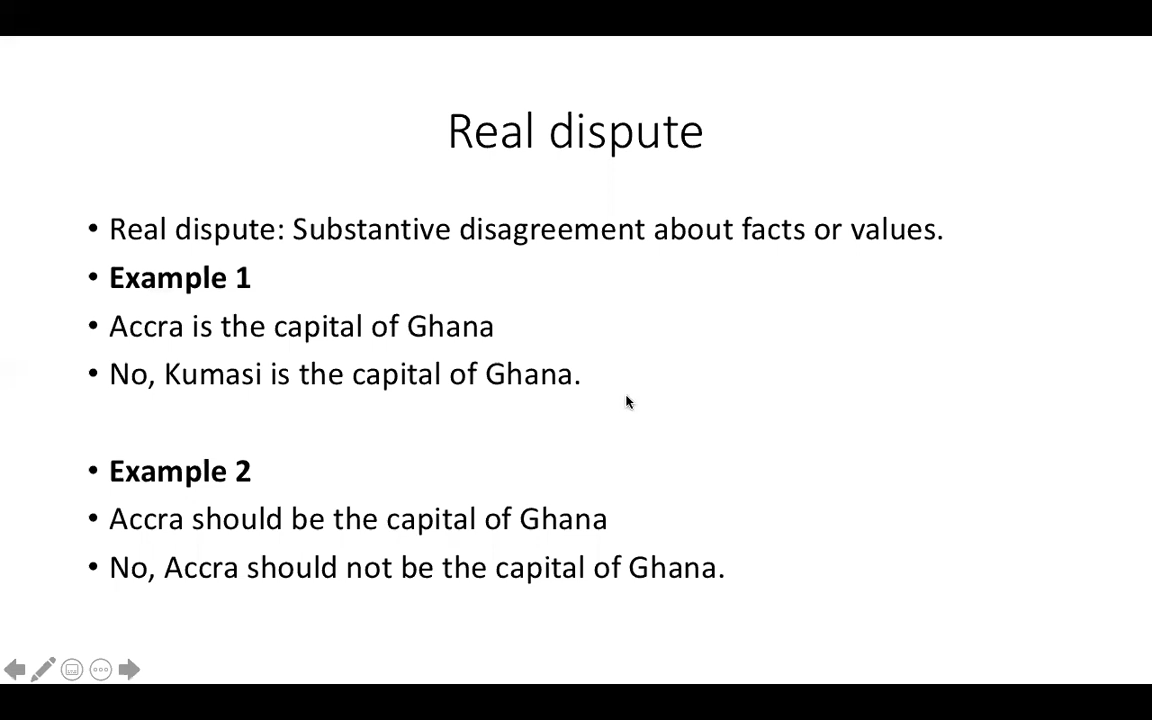 Real dispute
• Real dispute: Substantive disagreement about facts or values.
• Example 1
• Accra is the capital of Ghana
• No, Kumasi is the capital of Ghana.
• Example 2
• Accra should be the capital of Ghana
• No, Accra should not be the capital of Ghana.